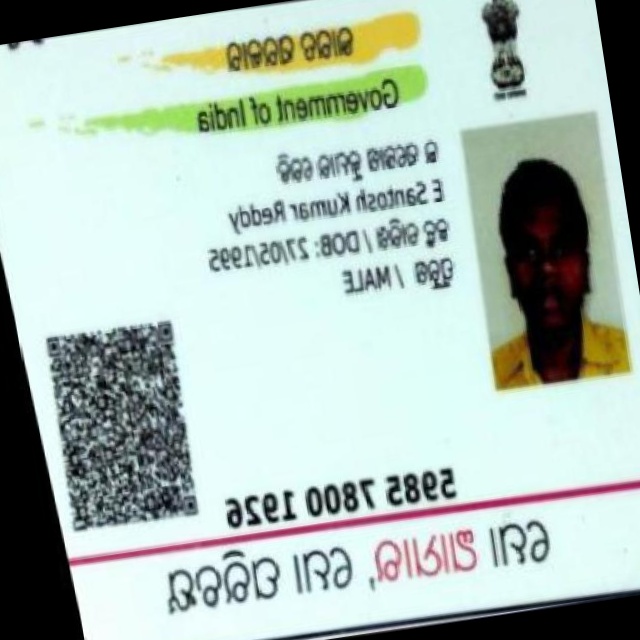 ଭାରତ ସରକାର
Government of India
ଇ ସନ୍ତୋଷ କୁମାର ରେଡ୍ଡି
E Santosh Kumar Reddy
ଜନ୍ମ ତାରିଖ / DOB: 27/05/1995
ପୁରୁଷ / MALE
5985 7800 1926
ମୋ ଆଧାର, ମୋ ପରିଚୟ